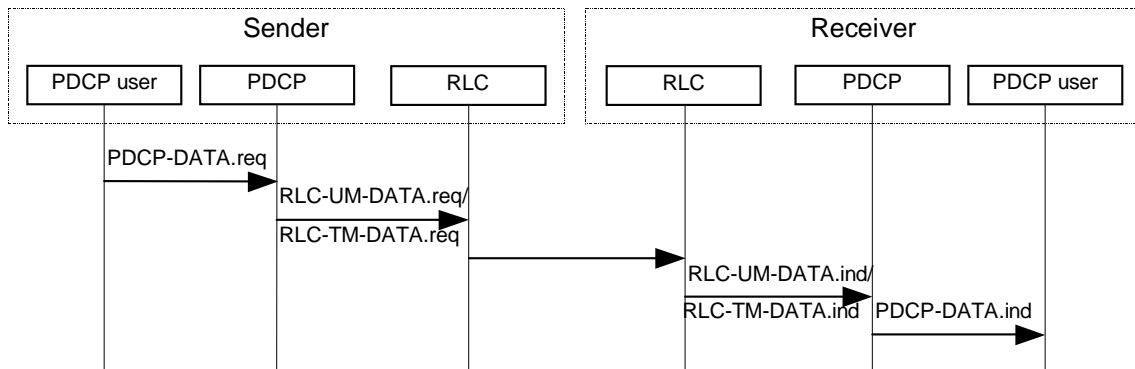 Sender
Receiver
PDCP user
PDCP
RLC
RLC
PDCP
PDCP user
PDCP-DATA.req
RLC-UM-DATA.req/
RLC-TM-DATA.req
RLC-UM-DATA.ind/
RLC-TM-DATA.ind
PDCP-DATA.ind